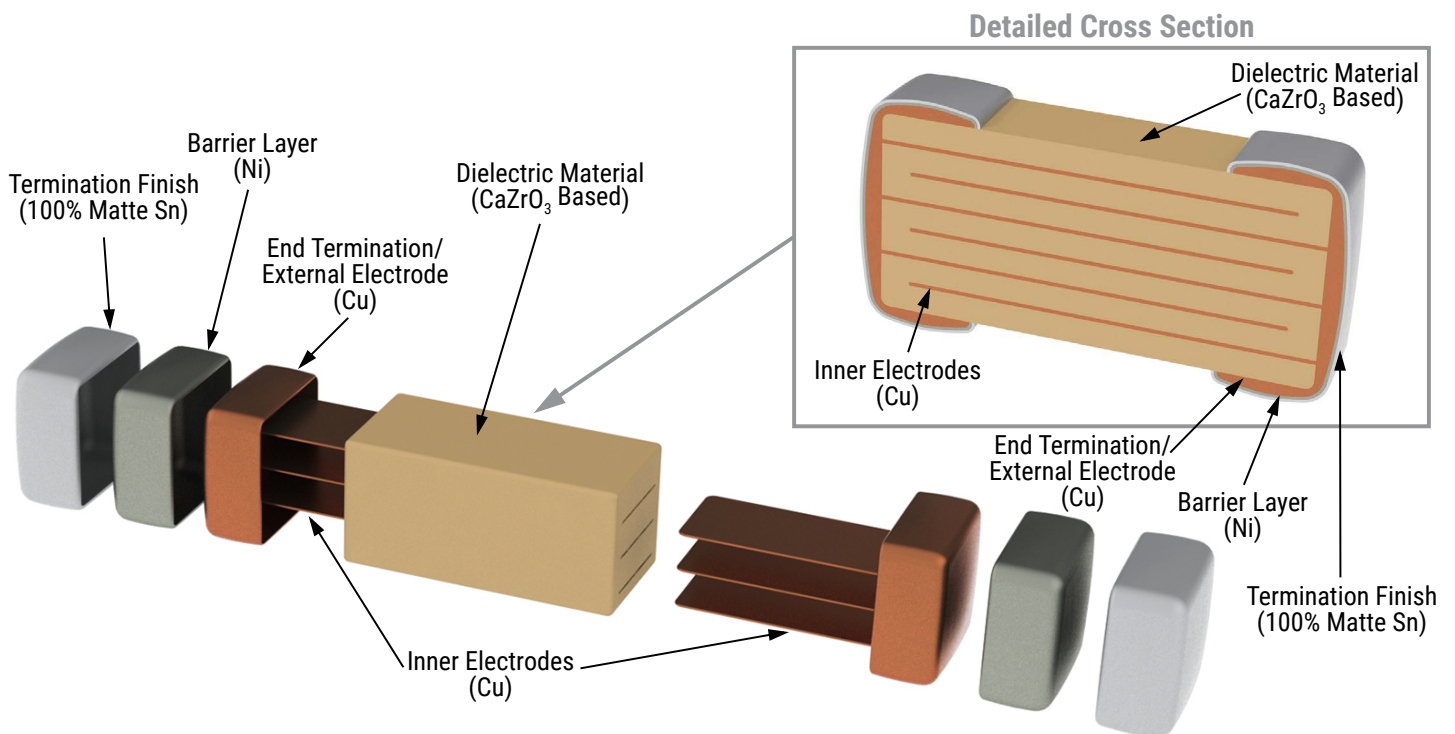 Detailed Cross Section
Dielectric Material
(CaZrO₃ Based)
Inner Electrodes
(Cu)
End Termination/
External Electrode
(Cu)
Barrier Layer
(Ni)
Termination Finish
(100% Matte Sn)
Termination Finish
(100% Matte Sn)
Barrier Layer
(Ni)
End Termination/
External Electrode
(Cu)
Dielectric Material
(CaZrO₃ Based)
Inner Electrodes
(Cu)